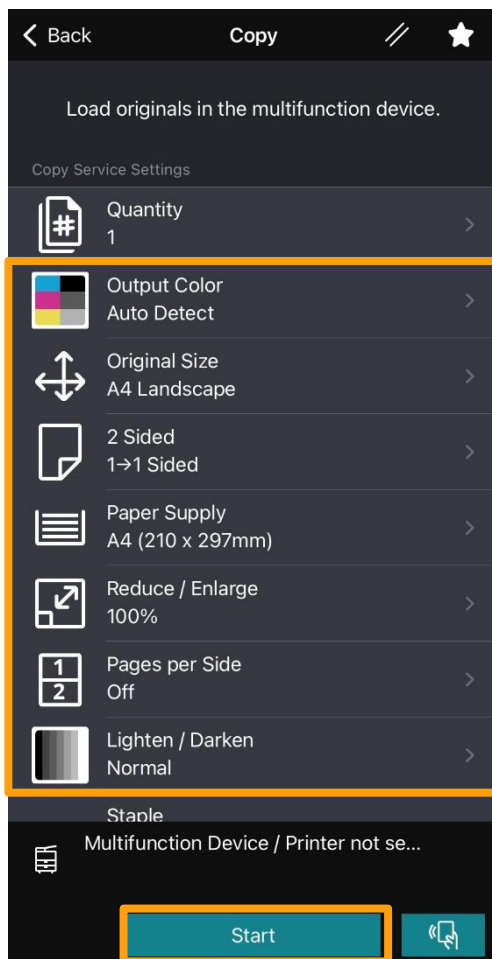 Back
Copy
Load originals in the multifunction device.
Copy Service Settings
#
Quantity
1
Output Color
Auto Detect
Original Size
A4 Landscape
2 Sided
1→1 Sided
Paper Supply
A4 (210 x 297mm)
Reduce / Enlarge
100%
1
2
Pages per Side
Off
Lighten / Darken
Normal
Staple
Multifunction Device / Printer not se...
Start